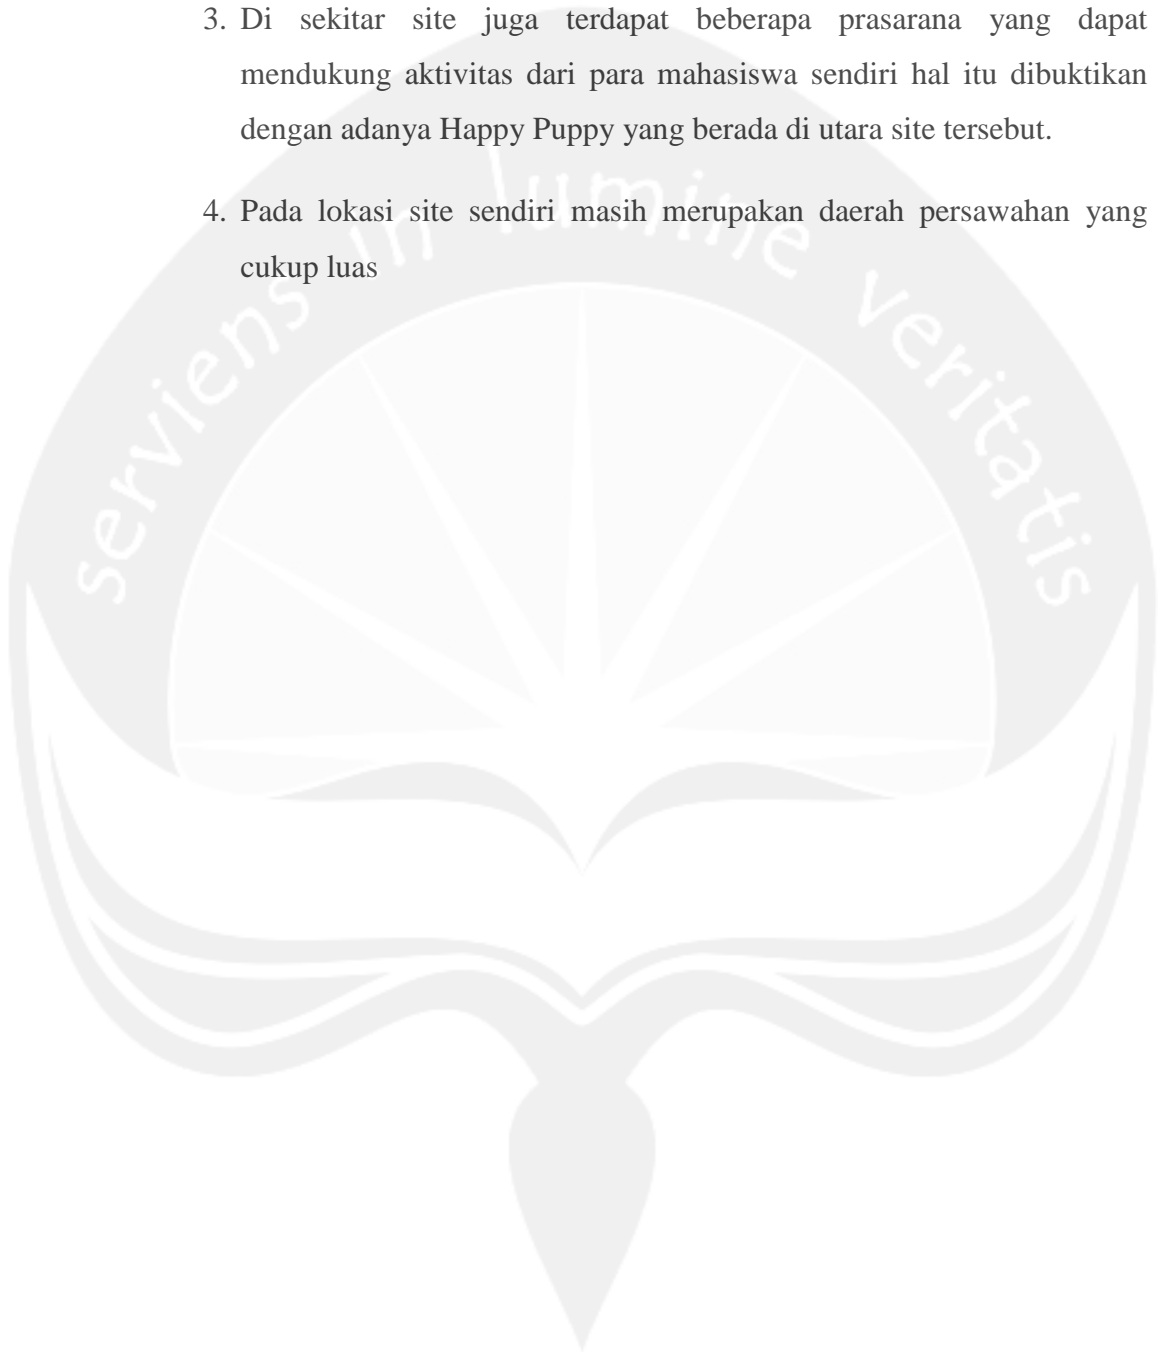 3. Di sekitar site juga terdapat beberapa prasarana yang dapat
mendukung aktivitas dari para mahasiswa sendiri hal itu dibuktikan
dengan adanya Happy Puppy yang berada di utara site tersebut.
4. Pada lokasi site sendiri masih merupakan daerah persawahan yang
cukup luas
serviens in lumine veritatis